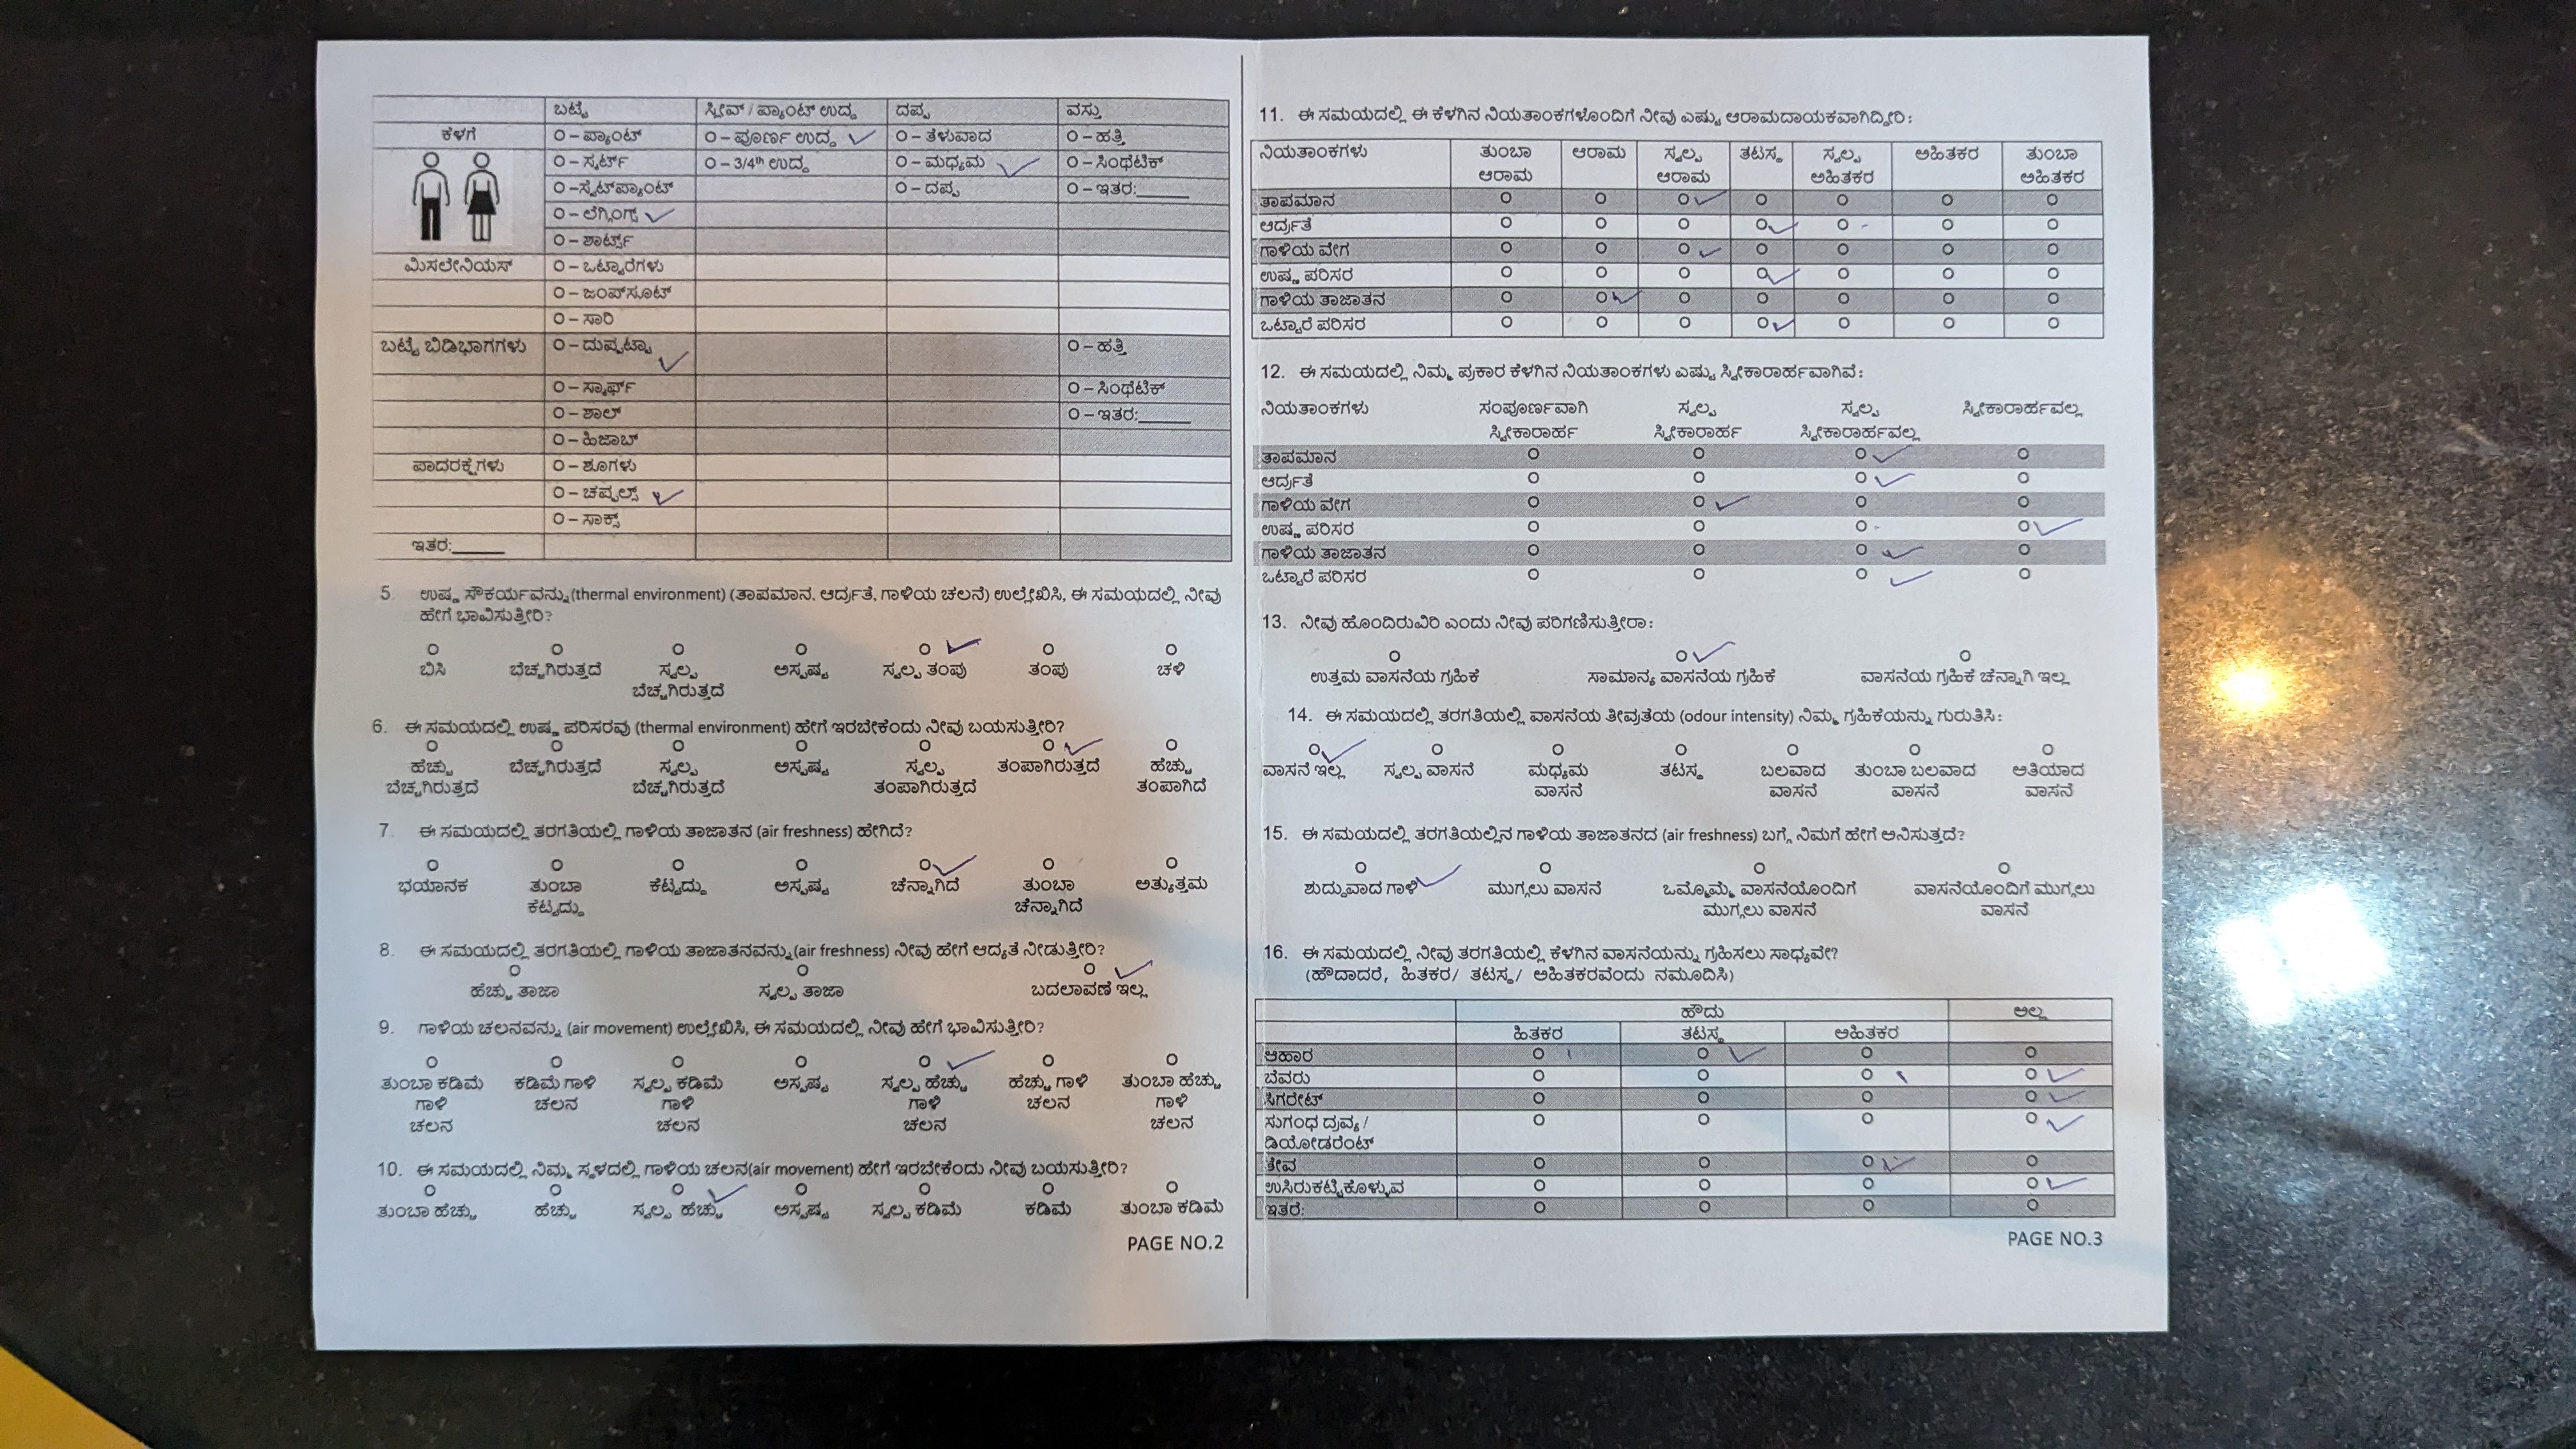 ಬಟ್ಟೆ ಸ್ಲೀವ್ / ಪ್ಯಾಂಟ್ ಉದ್ದ ದಪ್ಪ ವಸ್ತು
ಕೆಳಗೆ O – ಪ್ಯಾಂಟ್ O – ಪೂರ್ಣ ಉದ್ದ O – ತೆಳುವಾದ O – ಹತ್ತಿ
O – ಸ್ಕರ್ಟ್ O – 3/4th ಉದ್ದ O – ಮಧ್ಯಮ O – ಸಿಂಥೆಟಿಕ್
O –ಸ್ವೆಟ್‌ಪ್ಯಾಂಟ್ O – ದಪ್ಪ O – ಇತರ:______
O – ಲೆಗ್ಗಿಂಗ್ಸ್
O – ಶಾರ್ಟ್ಸ್
ಮಿಸಲೇನಿಯಸ್ O – ಒಟ್ಟಾರೆಗಳು
O – ಜಂಪ್‌ಸೂಟ್
O – ಸಾರಿ
ಬಟ್ಟೆ ಬಿಡಿಭಾಗಗಳು O – ದುಪ್ಪಟ್ಟಾ O – ಹತ್ತಿ
O – ಸ್ಕಾರ್ಫ್ O – ಸಿಂಥೆಟಿಕ್
O – ಶಾಲ್ O – ಇತರ:______
O – ಹಿಜಾಬ್
ಪಾದರಕ್ಷೆಗಳು O – ಶೂಗಳು
O – ಚಪ್ಪಲ್ಸ್
O – ಸಾಕ್ಸ್
ಇತರ:______
5. ಉಷ್ಣ ಸೌಕರ್ಯವನ್ನು(thermal environment) (ತಾಪಮಾನ, ಆರ್ದ್ರತೆ, ಗಾಳಿಯ ಚಲನೆ) ಉಲ್ಲೇಖಿಸಿ, ಈ ಸಮಯದಲ್ಲಿ ನೀವು
ಹೇಗೆ ಭಾವಿಸುತ್ತೀರಿ?
O O O O O O O
ಬಿಸಿ ಬೆಚ್ಚಗಿರುತ್ತದೆ ಸ್ವಲ್ಪ ಅಸ್ಪಷ್ಟ ಸ್ವಲ್ಪ ತಂಪು ತಂಪು ಚಳಿ
ಬೆಚ್ಚಗಿರುತ್ತದೆ
6. ಈ ಸಮಯದಲ್ಲಿ ಉಷ್ಣ ಪರಿಸರವು (thermal environment) ಹೇಗೆ ಇರಬೇಕೆಂದು ನೀವು ಬಯಸುತ್ತೀರಿ?
O O O O O O O
ಹೆಚ್ಚು ಬೆಚ್ಚಗಿರುತ್ತದೆ ಸ್ವಲ್ಪ ಅಸ್ಪಷ್ಟ ಸ್ವಲ್ಪ ತಂಪಾಗಿರುತ್ತದೆ ಹೆಚ್ಚು
ಬೆಚ್ಚಗಿರುತ್ತದೆ ಬೆಚ್ಚಗಿರುತ್ತದೆ ತಂಪಾಗಿರುತ್ತದೆ ತಂಪಾಗಿದೆ
7. ಈ ಸಮಯದಲ್ಲಿ ತರಗತಿಯಲ್ಲಿ ಗಾಳಿಯ ತಾಜಾತನ (air freshness) ಹೇಗಿದೆ?
O O O O O O O
ಭಯಾನಕ ತುಂಬಾ ಕೆಟ್ಟದ್ದು ಅಸ್ಪಷ್ಟ ಚೆನ್ನಾಗಿದೆ ತುಂಬಾ ಅತ್ಯುತ್ತಮ
ಕೆಟ್ಟದ್ದು ಚೆನ್ನಾಗಿದೆ
8. ಈ ಸಮಯದಲ್ಲಿ ತರಗತಿಯಲ್ಲಿ ಗಾಳಿಯ ತಾಜಾತನವನ್ನು(air freshness) ನೀವು ಹೇಗೆ ಆದ್ಯತೆ ನೀಡುತ್ತೀರಿ?
O O O
ಹೆಚ್ಚು ತಾಜಾ ಸ್ವಲ್ಪ ತಾಜಾ ಬದಲಾವಣೆ ಇಲ್ಲ
9. ಗಾಳಿಯ ಚಲನವನ್ನು (air movement) ಉಲ್ಲೇಖಿಸಿ, ಈ ಸಮಯದಲ್ಲಿ ನೀವು ಹೇಗೆ ಭಾವಿಸುತ್ತೀರಿ?
O O O O O O O
ತುಂಬಾ ಕಡಿಮೆ ಕಡಿಮೆ ಗಾಳಿ ಸ್ವಲ್ಪ ಕಡಿಮೆ ಅಸ್ಪಷ್ಟ ಸ್ವಲ್ಪ ಹೆಚ್ಚು ಹೆಚ್ಚು ಗಾಳಿ ತುಂಬಾ ಹೆಚ್ಚು
ಗಾಳಿ ಚಲನ ಗಾಳಿ ಗಾಳಿ ಚಲನ ಗಾಳಿ
ಚಲನ ಚಲನ ಚಲನ ಚಲನ
10. ಈ ಸಮಯದಲ್ಲಿ ನಿಮ್ಮ ಸ್ಥಳದಲ್ಲಿ ಗಾಳಿಯ ಚಲನ(air movement) ಹೇಗೆ ಇರಬೇಕೆಂದು ನೀವು ಬಯಸುತ್ತೀರಿ?
O O O O O O O
ತುಂಬಾ ಹೆಚ್ಚು ಹೆಚ್ಚು ಸ್ವಲ್ಪ ಹೆಚ್ಚು ಅಸ್ಪಷ್ಟ ಸ್ವಲ್ಪ ಕಡಿಮೆ ಕಡಿಮೆ ತುಂಬಾ ಕಡಿಮೆ
PAGE NO.2
11. ಈ ಸಮಯದಲ್ಲಿ ಈ ಕೆಳಗಿನ ನಿಯತಾಂಕಗಳೊಂದಿಗೆ ನೀವು ಎಷ್ಟು ಆರಾಮದಾಯಕವಾಗಿದ್ದೀರಿ:
ನಿಯತಾಂಕಗಳು ತುಂಬಾ ಆರಾಮ ಸ್ವಲ್ಪ ತಟಸ್ಥ ಸ್ವಲ್ಪ ಅಹಿತಕರ ತುಂಬಾ
ಆರಾಮ ಆರಾಮ ಅಹಿತಕರ ಅಹಿತಕರ
ತಾಪಮಾನ O O O O O O O
ಆರ್ದ್ರತೆ O O O O O O O
ಗಾಳಿಯ ವೇಗ O O O O O O O
ಉಷ್ಣ ಪರಿಸರ O O O O O O O
ಗಾಳಿಯ ತಾಜಾತನ O O O O O O O
ಒಟ್ಟಾರೆ ಪರಿಸರ O O O O O O O
12. ಈ ಸಮಯದಲ್ಲಿ ನಿಮ್ಮ ಪ್ರಕಾರ ಕೆಳಗಿನ ನಿಯತಾಂಕಗಳು ಎಷ್ಟು ಸ್ವೀಕಾರಾರ್ಹವಾಗಿವೆ:
ನಿಯತಾಂಕಗಳು ಸಂಪೂರ್ಣವಾಗಿ ಸ್ವಲ್ಪ ಸ್ವಲ್ಪ ಸ್ವೀಕಾರಾರ್ಹವಲ್ಲ
ಸ್ವೀಕಾರಾರ್ಹ ಸ್ವೀಕಾರಾರ್ಹ ಸ್ವೀಕಾರಾರ್ಹವಲ್ಲ
ತಾಪಮಾನ O O O O
ಆರ್ದ್ರತೆ O O O O
ಗಾಳಿಯ ವೇಗ O O O O
ಉಷ್ಣ ಪರಿಸರ O O O O
ಗಾಳಿಯ ತಾಜಾತನ O O O O
ಒಟ್ಟಾರೆ ಪರಿಸರ O O O O
13. ನೀವು ಹೊಂದಿರುವಿರಿ ಎಂದು ನೀವು ಪರಿಗಣಿಸುತ್ತೀರಾ:
O O O
ಉತ್ತಮ ವಾಸನೆಯ ಗ್ರಹಿಕೆ ಸಾಮಾನ್ಯ ವಾಸನೆಯ ಗ್ರಹಿಕೆ ವಾಸನೆಯ ಗ್ರಹಿಕೆ ಚೆನ್ನಾಗಿ ಇಲ್ಲ
14. ಈ ಸಮಯದಲ್ಲಿ ತರಗತಿಯಲ್ಲಿ ವಾಸನೆಯ ತೀವ್ರತೆಯ (odour intensity) ನಿಮ್ಮ ಗ್ರಹಿಕೆಯನ್ನು ಗುರುತಿಸಿ:
O O O O O O O
ವಾಸನೆ ಇಲ್ಲ ಸ್ವಲ್ಪ ವಾಸನೆ ಮಧ್ಯಮ ತಟಸ್ಥ ಬಲವಾದ ತುಂಬಾ ಬಲವಾದ ಅತಿಯಾದ
ವಾಸನೆ ವಾಸನೆ ವಾಸನೆ ವಾಸನೆ
15. ಈ ಸಮಯದಲ್ಲಿ ತರಗತಿಯಲ್ಲಿನ ಗಾಳಿಯ ತಾಜಾತನದ (air freshness) ಬಗ್ಗೆ ನಿಮಗೆ ಹೇಗೆ ಅನಿಸುತ್ತದೆ?
O O O O
ಶುದ್ಧುವಾದ ಗಾಳಿ ಮುಗ್ಗಲು ವಾಸನೆ ಒಮ್ಮೊಮ್ಮೆ ವಾಸನೆಯೊಂದಿಗೆ ವಾಸನೆಯೊಂದಿಗೆ ಮುಗ್ಗಲು
ಮುಗ್ಗಲು ವಾಸನೆ ವಾಸನೆ
16. ಈ ಸಮಯದಲ್ಲಿ ನೀವು ತರಗತಿಯಲ್ಲಿ ಕೆಳಗಿನ ವಾಸನೆಯನ್ನು ಗ್ರಹಿಸಲು ಸಾಧ್ಯವೇ?
(ಹೌದಾದರೆ, ಹಿತಕರ/ ತಟಸ್ಥ/ ಅಹಿತಕರವೆಂದು ನಮೂದಿಸಿ)
ಹೌದು ಅಲ್ಲ
ಹಿತಕರ ತಟಸ್ಥ ಅಹಿತಕರ
ಆಹಾರ O O O O
ಬೆವರು O O O O
ಸಿಗರೇಟ್ O O O O
ಸುಗಂಧ ದ್ರವ್ಯ / O O O O
ಡಿಯೋಡರೆಂಟ್
ತೇವ O O O O
ಉಸಿರುಕಟ್ಟಿಕೊಳ್ಳುವ O O O O
ಇತರೆ: O O O O
PAGE NO.3